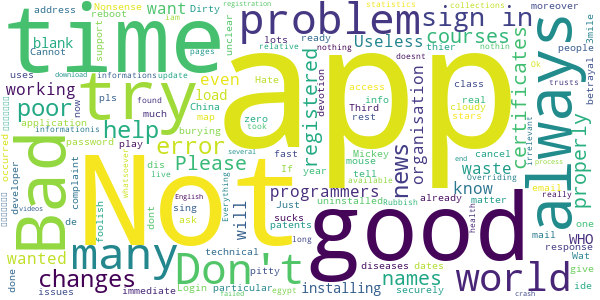 time
problem
sign in
Dirty
want
reboot
address
blank
Cannot
Nonsense
iam
support
pages
lots
relative
ready
nothing
Useless
unclear
thier
nothin
Hate
statistics
moreover
registration
collections
courses
people
3mile
update
download
informations
poor
try
app
always
even
load
uses
working
application
pls
found
China
zero
info
access
Third
class
real
Ok
trusts
betrayal
certificates
cloudy
stars
doesnt
devotion
registered
organisation
map
took
rest
burying
much
now
informationis
password
play
error
help
Please
year
If
fast
Mickey
mouse
news
tell
cancel
Overriding
live
waste
programmers
know
irrelevant
end
process
available
email
properly
Bad
Not
good
occurred
developer
complaint
dis
whatsoever
English
Everything
several
foolish
will
dont
sing
ask
Just
uninstalled
sucks
already
Rubbish
matter
really
one
mail
WHO
response
Wat
give
ide
wanted
de
videos
many
Don't
patents
technical
long
diseases
dates
health
world
done
issues
changes
immediate
Login
particular
failed
pitty
egypt
installing
names
securely
crash